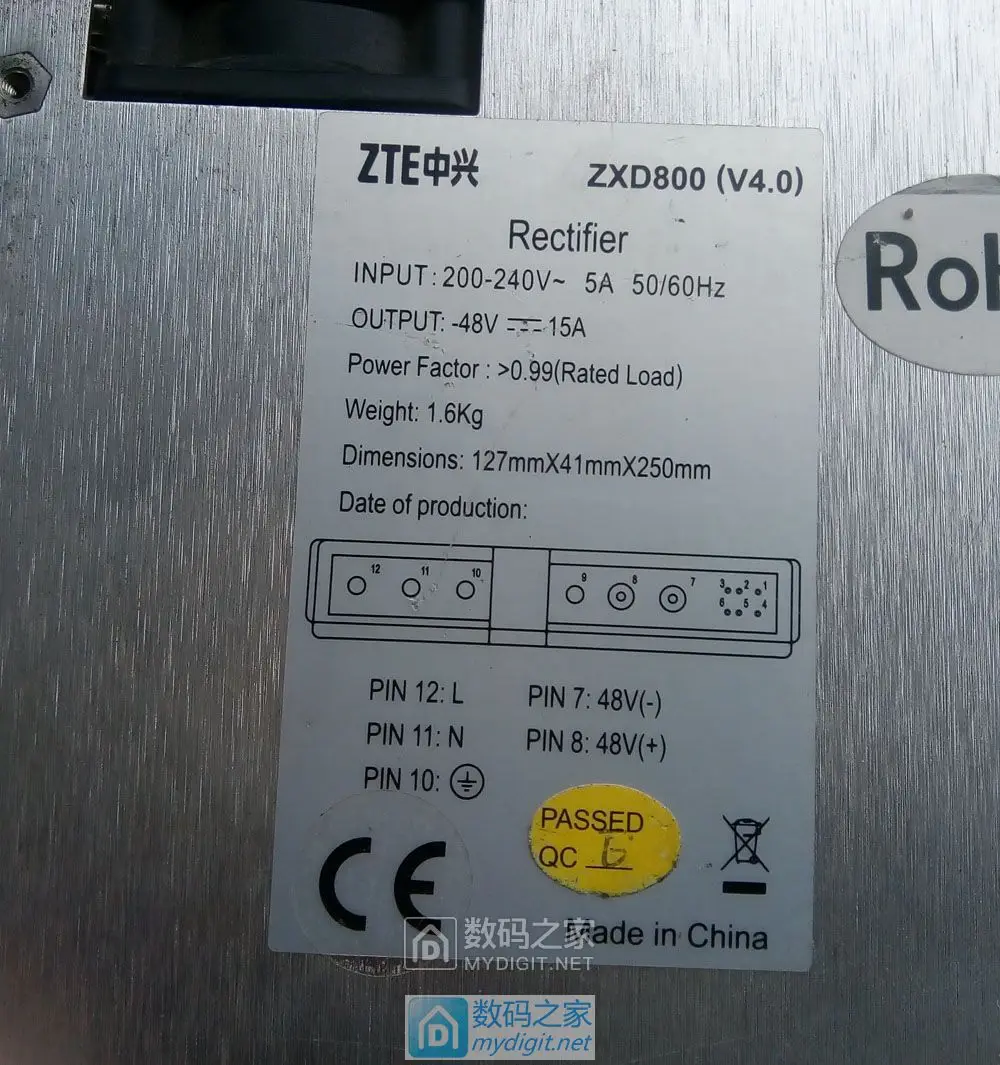 ZTE中兴
ZXD800 (V4.0)
Rectifier
INPUT: 200-240V~ 5A 50/60Hz
OUTPUT: -48V ⎓ 15A
Power Factor : >0.99(Rated Load)
Weight: 1.6Kg
Dimensions: 127mmX41mmX250mm
Date of production:
12 11 10 9 8 7 3 2 1
6 5 4
PIN 12: L PIN 7: 48V(-)
PIN 11: N PIN 8: 48V(+)
PIN 10:
PASSED
QC
CE
Made in China
数码之家
MYDIGIT.NET
数码之家
mydigit.net